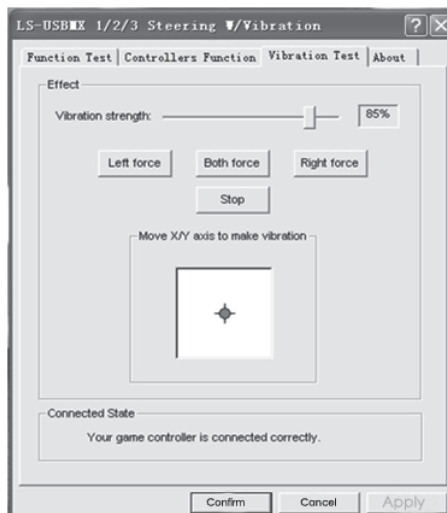 LS-USBMX 1/2/3 Steering W/Vibration
Function Test Controllers Function Vibration Test About
Effect
Vibration strength: 85%
Left force Both force Right force
Stop
Move X/Y axis to make vibration
Connected State
Your game controller is connected correctly.
Confirm Cancel Apply